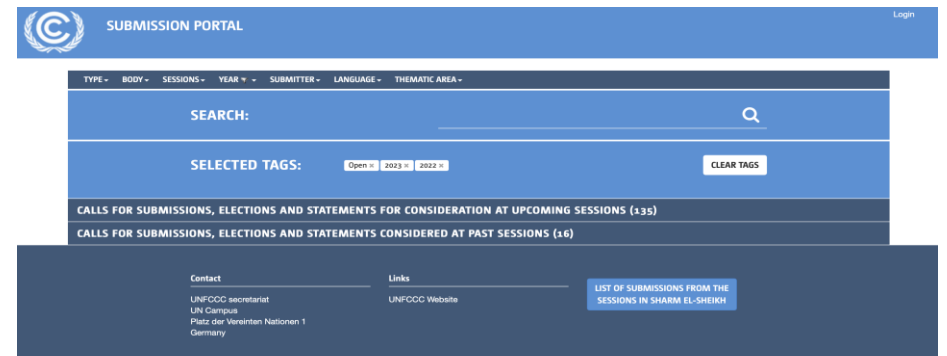 Login
SUBMISSION PORTAL
TYPE BODY SESSIONS YEAR SUBMITTER LANGUAGE THEMATIC AREA
SEARCH:
SELECTED TAGS: Open × 2023 × 2022 × CLEAR TAGS
CALLS FOR SUBMISSIONS, ELECTIONS AND STATEMENTS FOR CONSIDERATION AT UPCOMING SESSIONS (135)
CALLS FOR SUBMISSIONS, ELECTIONS AND STATEMENTS CONSIDERED AT PAST SESSIONS (16)
Contact
UNFCCC secretariat
UN Campus
Platz der Vereinten Nationen 1
Germany
Links
UNFCCC Website
LIST OF SUBMISSIONS FROM THE
SESSIONS IN SHARM EL-SHEIKH